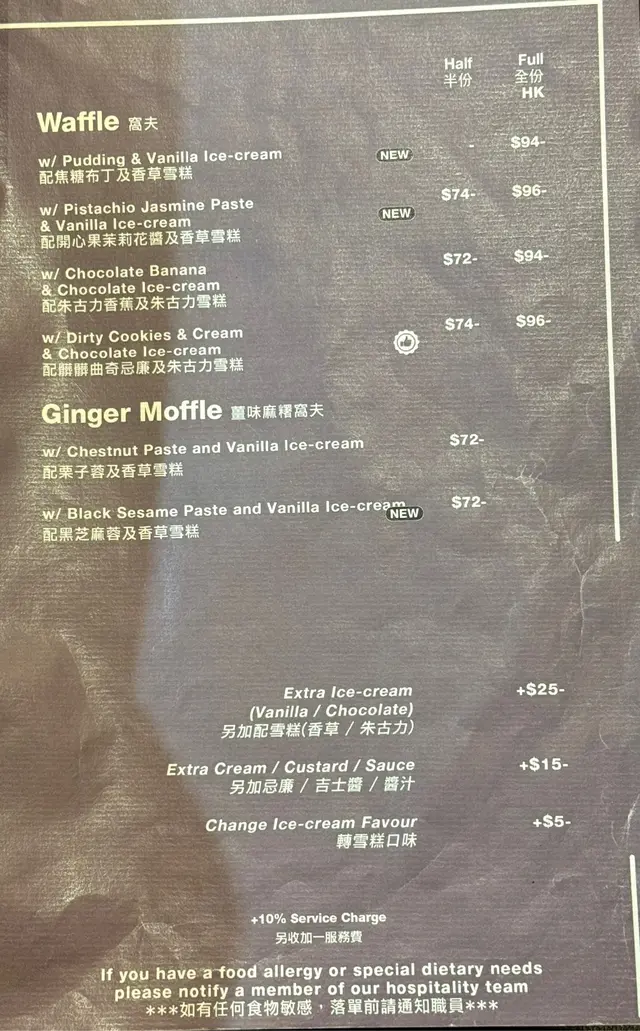 Half Full
半份 全份
HK
Waffle 窩夫
w/ Pudding & Vanilla Ice-cream NEW - $94-
配焦糖布丁及香草雪糕
w/ Pistachio Jasmine Paste $74- $96-
& Vanilla Ice-cream NEW
配開心果茉莉花醬及香草雪糕
w/ Chocolate Banana $72- $94-
& Chocolate Ice-cream
配朱古力香蕉及朱古力雪糕
w/ Dirty Cookies & Cream $74- $96-
& Chocolate Ice-cream
配髒髒曲奇忌廉及朱古力雪糕
Ginger Moffle 薑味麻糬窩夫
w/ Chestnut Paste and Vanilla Ice-cream $72-
配栗子蓉及香草雪糕
w/ Black Sesame Paste and Vanilla Ice-cream NEW $72-
配黑芝麻蓉及香草雪糕
Extra Ice-cream +$25-
(Vanilla / Chocolate)
另加配雪糕(香草 / 朱古力)
Extra Cream / Custard / Sauce +$15-
另加忌廉 / 吉士醬 / 醬汁
Change Ice-cream Favour +$5-
轉雪糕口味
+10% Service Charge
另收加一服務費
If you have a food allergy or special dietary needs
please notify a member of our hospitality team
***如有任何食物敏感，落單前請通知職員***